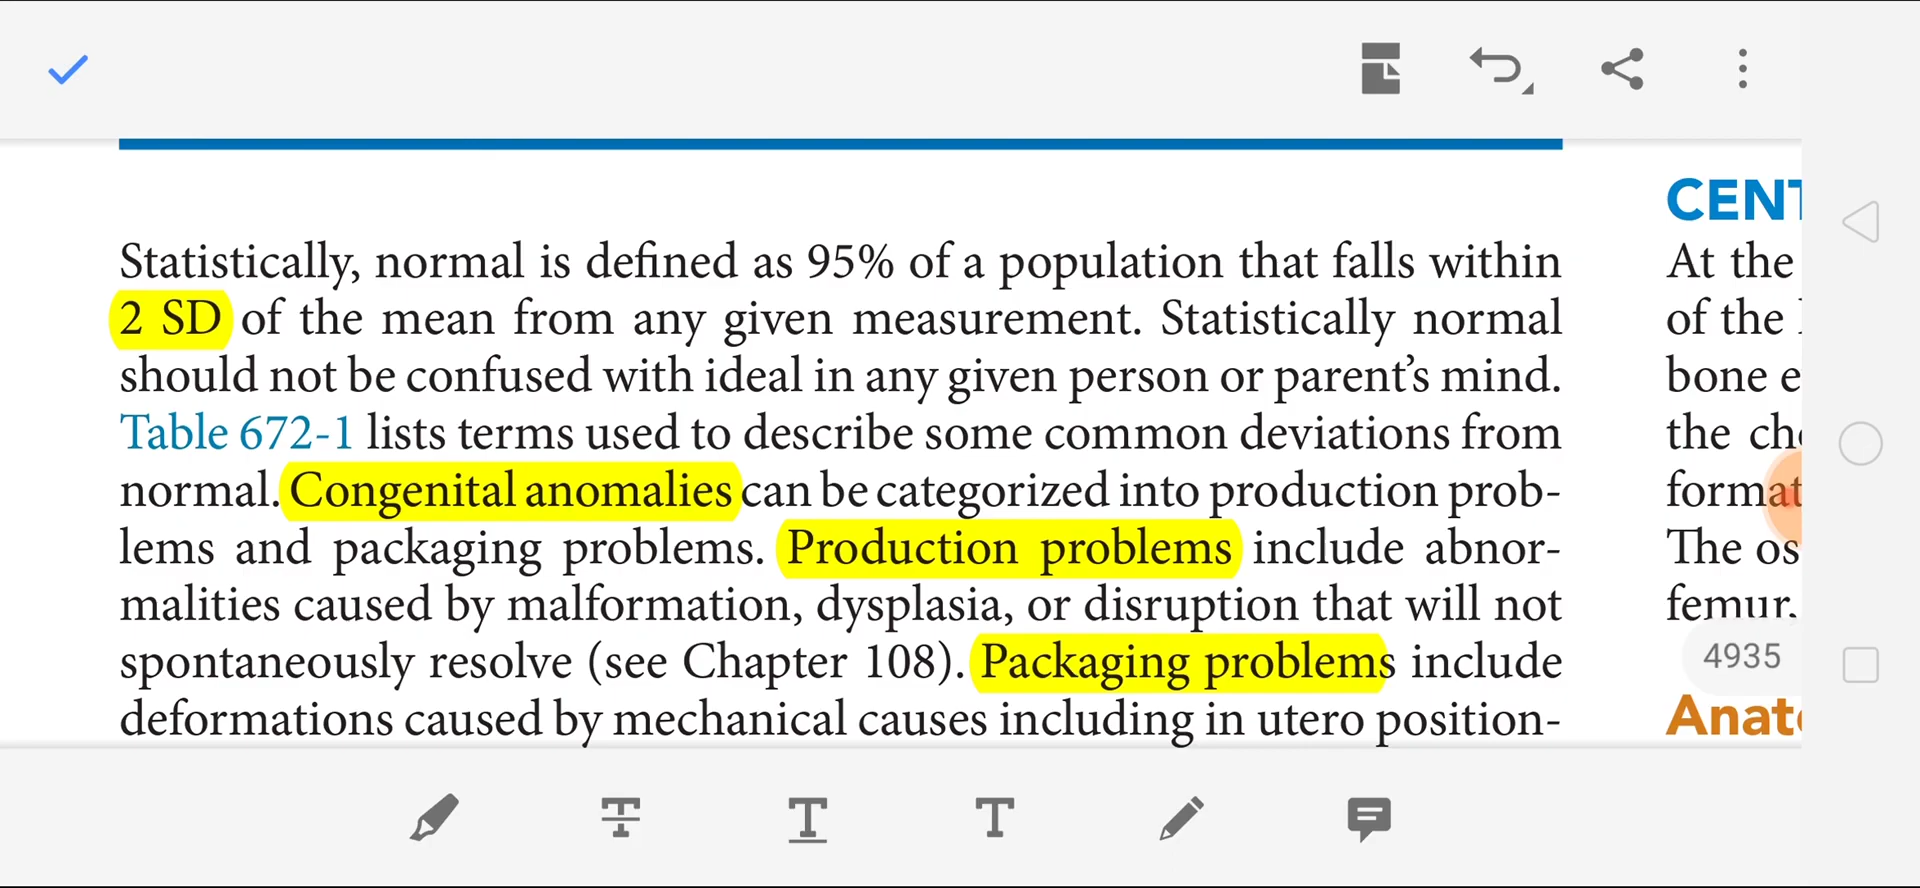 Statistically, normal is defined as 95% of a population that falls within
2 SD of the mean from any given measurement. Statistically normal
should not be confused with ideal in any given person or parent's mind.
Table 672-1 lists terms used to describe some common deviations from
normal. Congenital anomalies can be categorized into production prob-
lems and packaging problems. Production problems include abnor-
malities caused by malformation, dysplasia, or disruption that will not
spontaneously resolve (see Chapter 108). Packaging problems include
deformations caused by mechanical causes including in utero position-
CENT
At the
of the
bone e
the ch
format
The os
femur.
4935
Anat